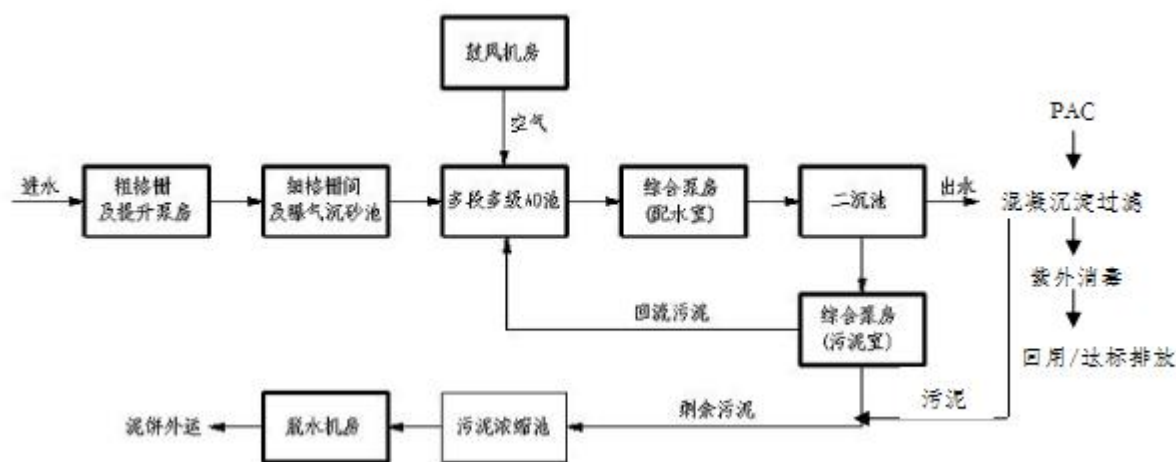 鼓风机房
空气
PAC
进水
粗格栅
及提升泵房
细格栅间
及曝气沉砂池
多段多级AO池
综合泵房
(配水室)
二沉池
出水
混凝沉淀过滤
紫外消毒
回流污泥
综合泵房
(污泥室)
回用/达标排放
污泥
剩余污泥
泥饼外运
脱水机房
污泥浓缩池